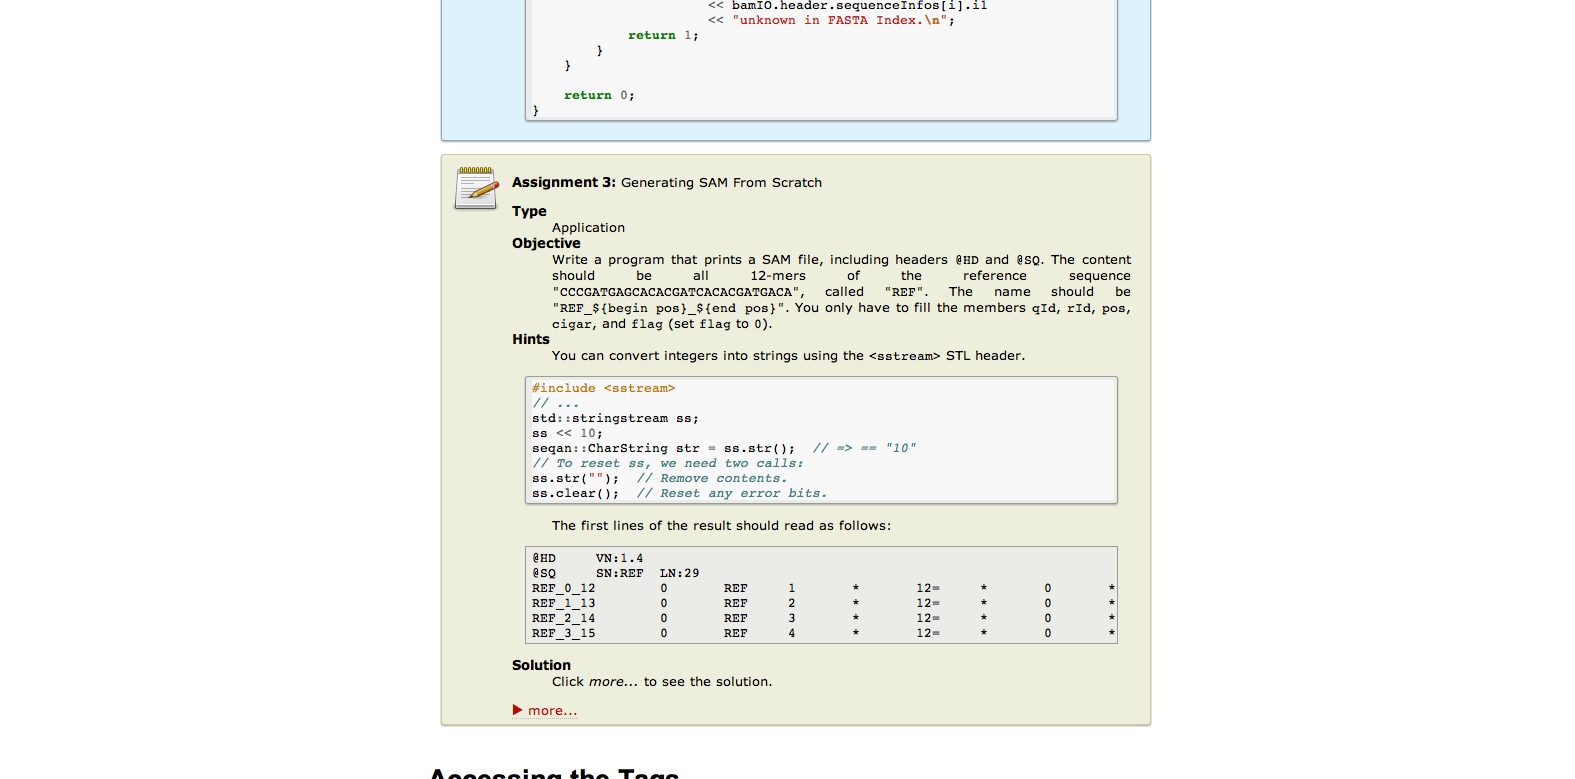 << bamIO.header.sequenceInfos[i].i1
<< "unknown in FASTA Index.\n";
return 1;
}
}
return 0;
}
Assignment 3: Generating SAM From Scratch
Type
Application
Objective
Write a program that prints a SAM file, including headers @HD and @SQ. The content
should be all 12-mers of the reference sequence
"CCCGATGAGCACACGATCACACGATGACA", called "REF". The name should be
"REF_${begin pos}_${end pos}". You only have to fill the members qId, rId, pos,
cigar, and flag (set flag to 0).
Hints
You can convert integers into strings using the <sstream> STL header.
#include <sstream>
// ...
std::stringstream ss;
ss << 10;
seqan::CharString str = ss.str();  // => == "10"
// To reset ss, we need two calls:
ss.str("");  // Remove contents.
ss.clear();  // Reset any error bits.
The first lines of the result should read as follows:
@HD VN:1.4
@SQ SN:REF LN:29
REF_0_12 0 REF 1 * 12= * 0 *
REF_1_13 0 REF 2 * 12= * 0 *
REF_2_14 0 REF 3 * 12= * 0 *
REF_3_15 0 REF 4 * 12= * 0 *
Solution
Click more... to see the solution.
more...
Accessing the Tags